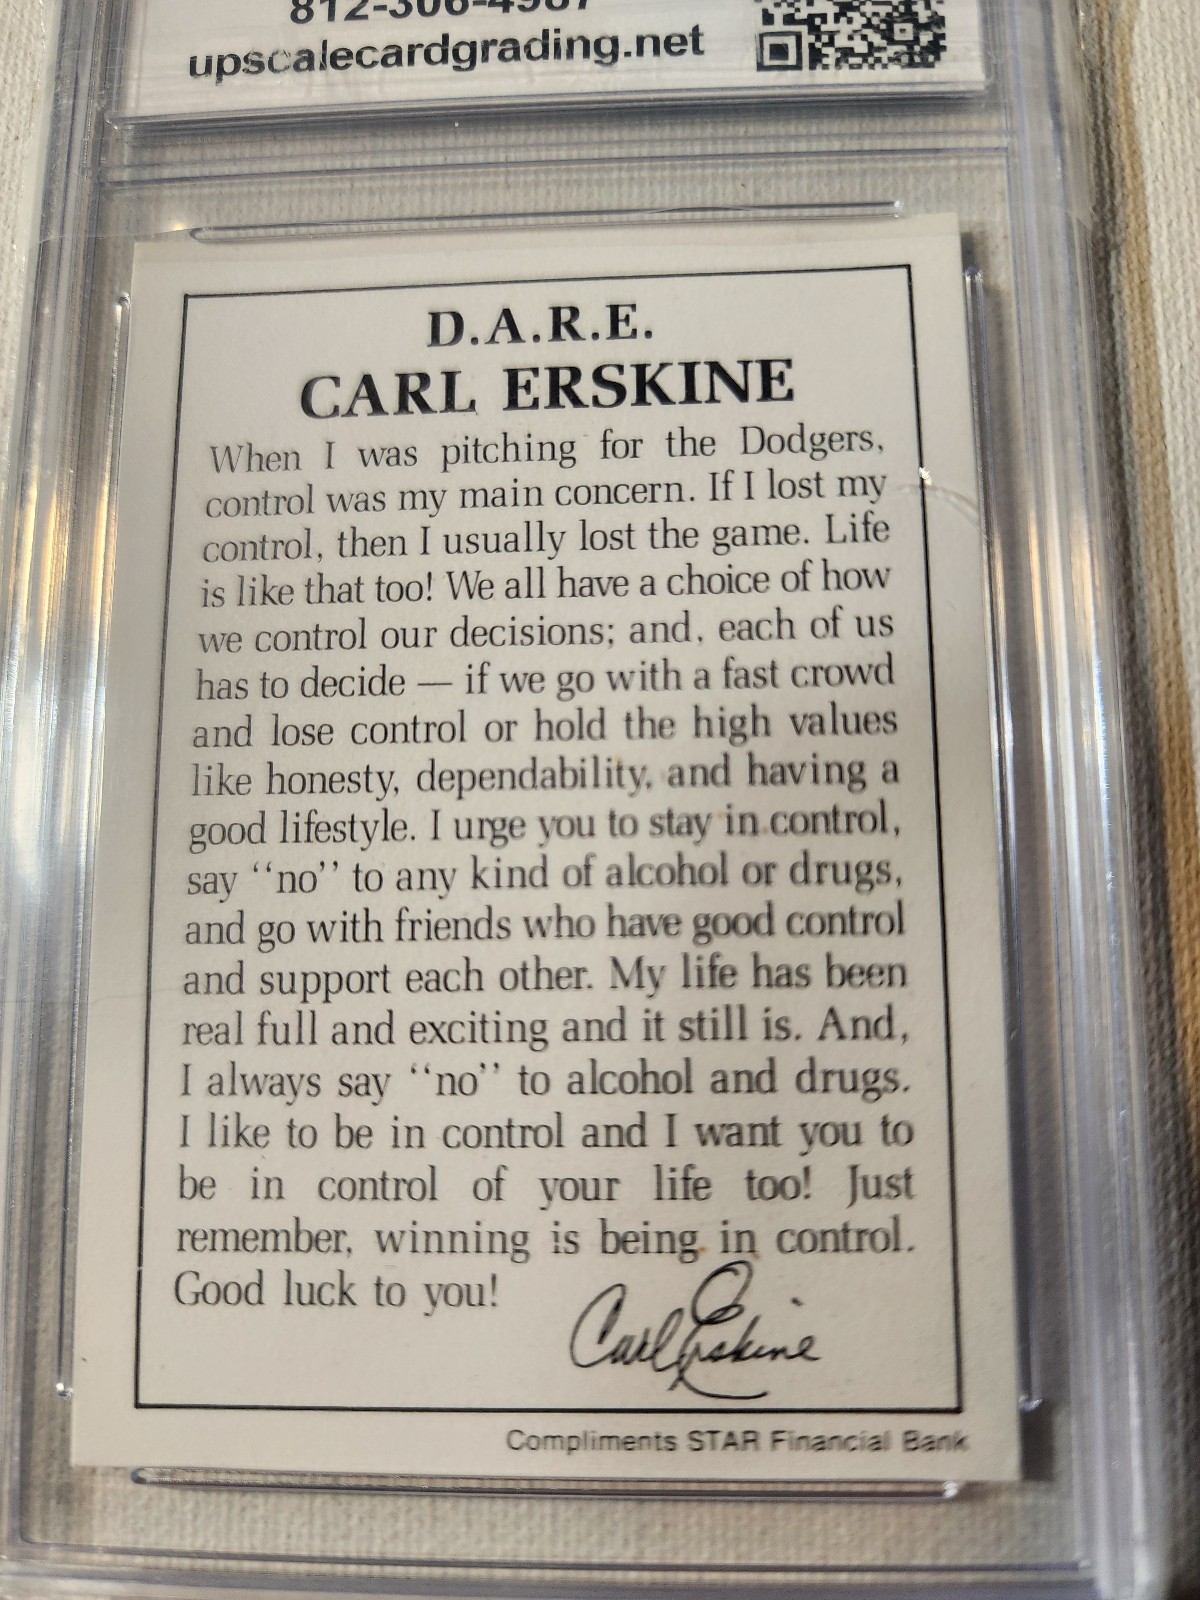 upscalecardgrading.net
D.A.R.E.
CARL ERSKINE
When I was pitching for the Dodgers,
control was my main concern. If I lost my
control, then I usually lost the game. Life
is like that too! We all have a choice of how
we control our decisions; and, each of us
has to decide — if we go with a fast crowd
and lose control or hold the high values
like honesty, dependability, and having a
good lifestyle. I urge you to stay in control,
say ‘‘no’’ to any kind of alcohol or drugs,
and go with friends who have good control
and support each other. My life has been
real full and exciting and it still is. And,
I always say ‘‘no’’ to alcohol and drugs.
I like to be in control and I want you to
be in control of your life too! Just
remember, winning is being in control.
Good luck to you!
Carl Erskine
Compliments STAR Financial Bank